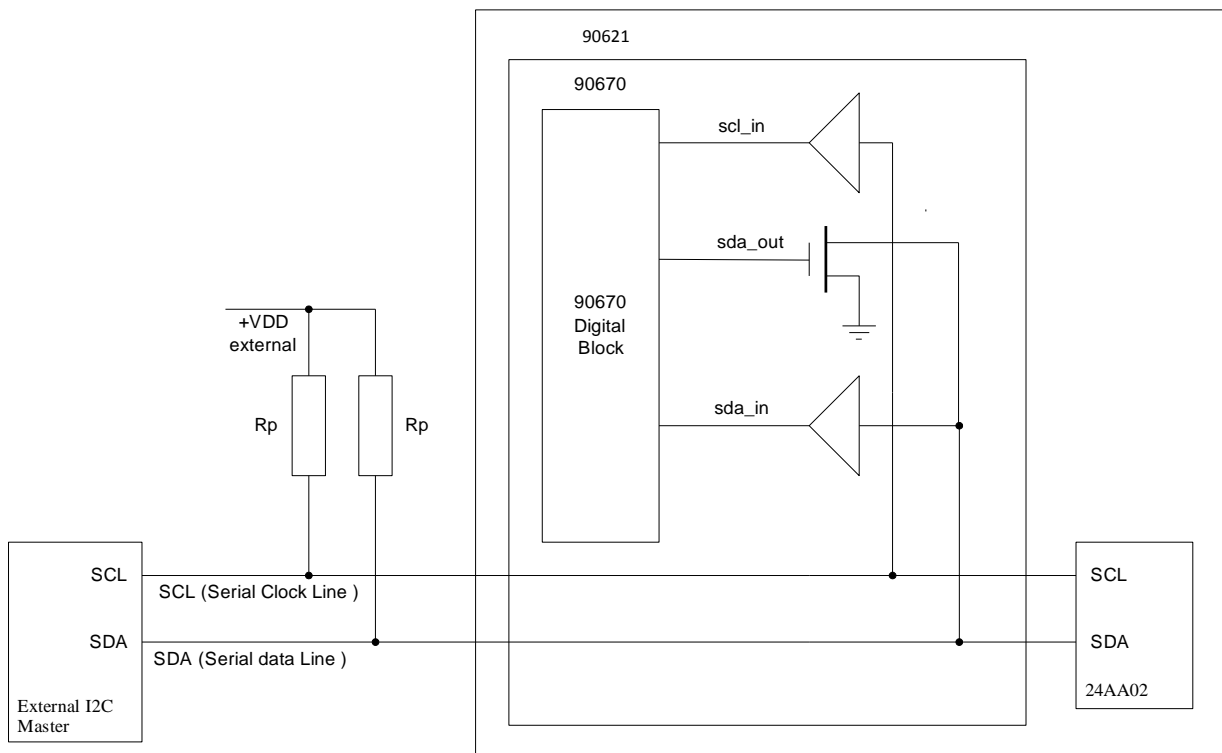 90621
90670
scl_in
sda_out
90670
Digital
Block
sda_in
+VDD
external
Rp
Rp
SCL
SCL (Serial Clock Line )
SDA
SDA (Serial data Line )
External I2C
Master
SCL
SDA
24AA02